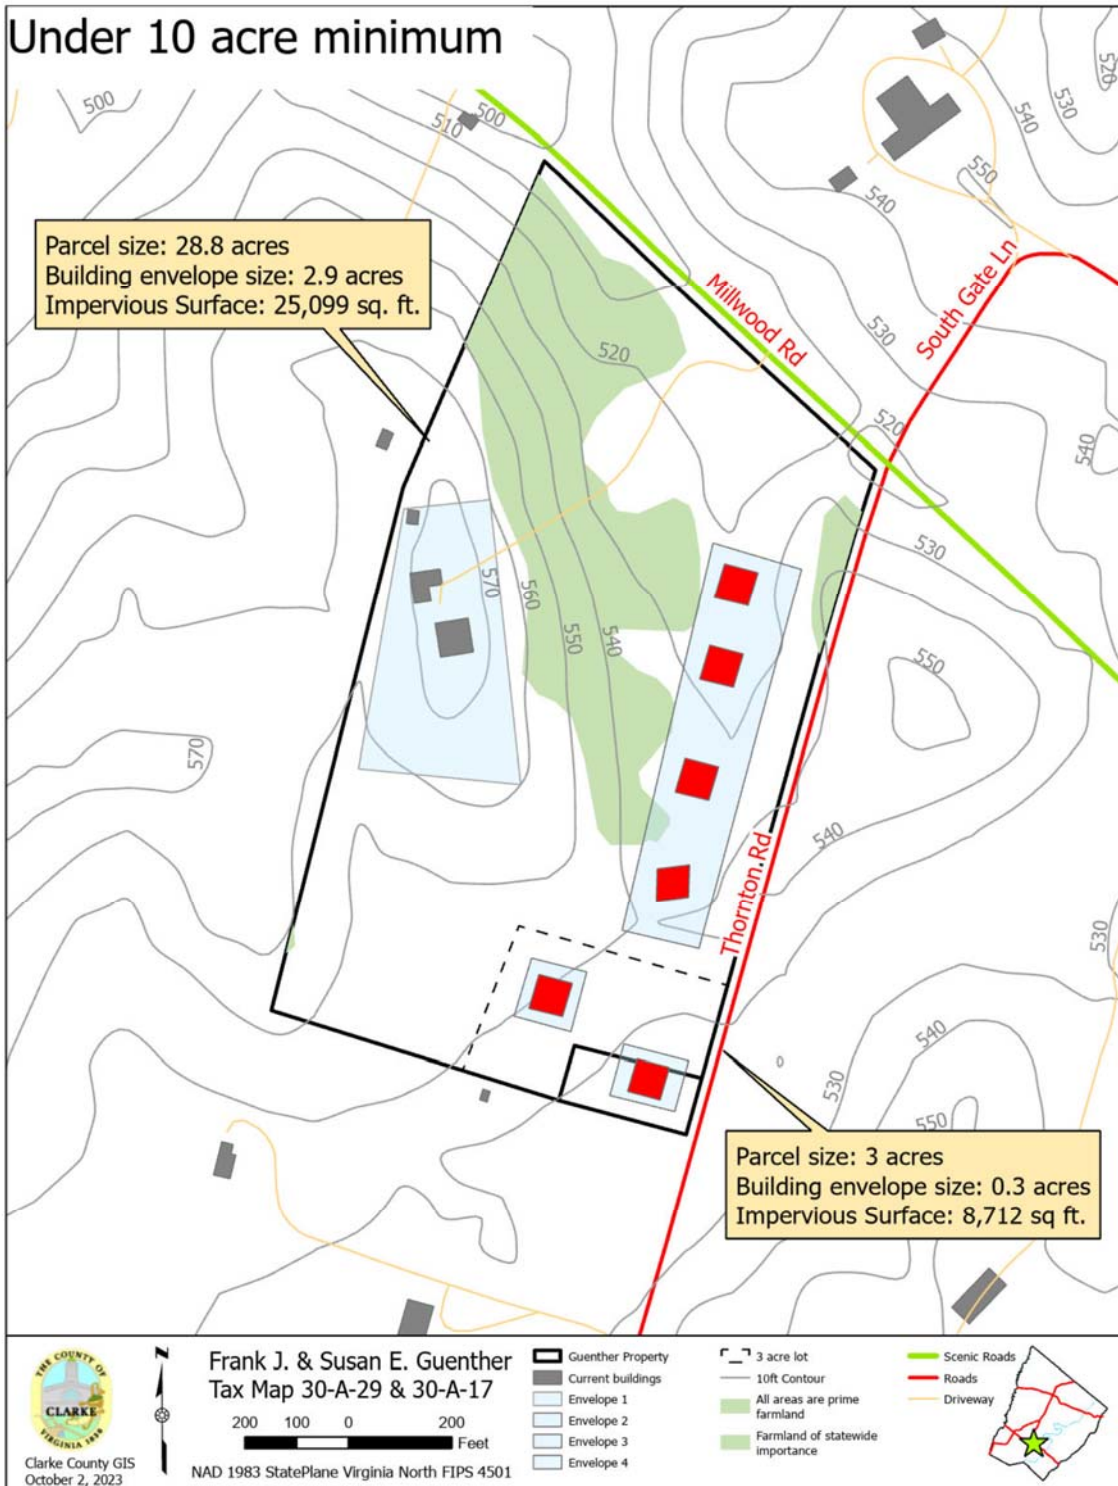 Under 10 acre minimum
500
510
500
520
530
540
550
540
Parcel size: 28.8 acres
Building envelope size: 2.9 acres
Impervious Surface: 25,099 sq. ft.
Millwood Rd
South Gate Ln
530
520
520
540
530
570
560
550
540
550
570
540
Thornton Rd
530
540
530
550
Parcel size: 3 acres
Building envelope size: 0.3 acres
Impervious Surface: 8,712 sq ft.
THE COUNTY OF
CLARKE
VIRGINIA 1836
Clarke County GIS
October 2, 2023
N
Frank J. & Susan E. Guenther
Tax Map 30-A-29 & 30-A-17
200 100 0 200
Feet
NAD 1983 StatePlane Virginia North FIPS 4501
Guenther Property
Current buildings
Envelope 1
Envelope 2
Envelope 3
Envelope 4
3 acre lot
10ft Contour
All areas are prime
farmland
Farmland of statewide
importance
Scenic Roads
Roads
Driveway